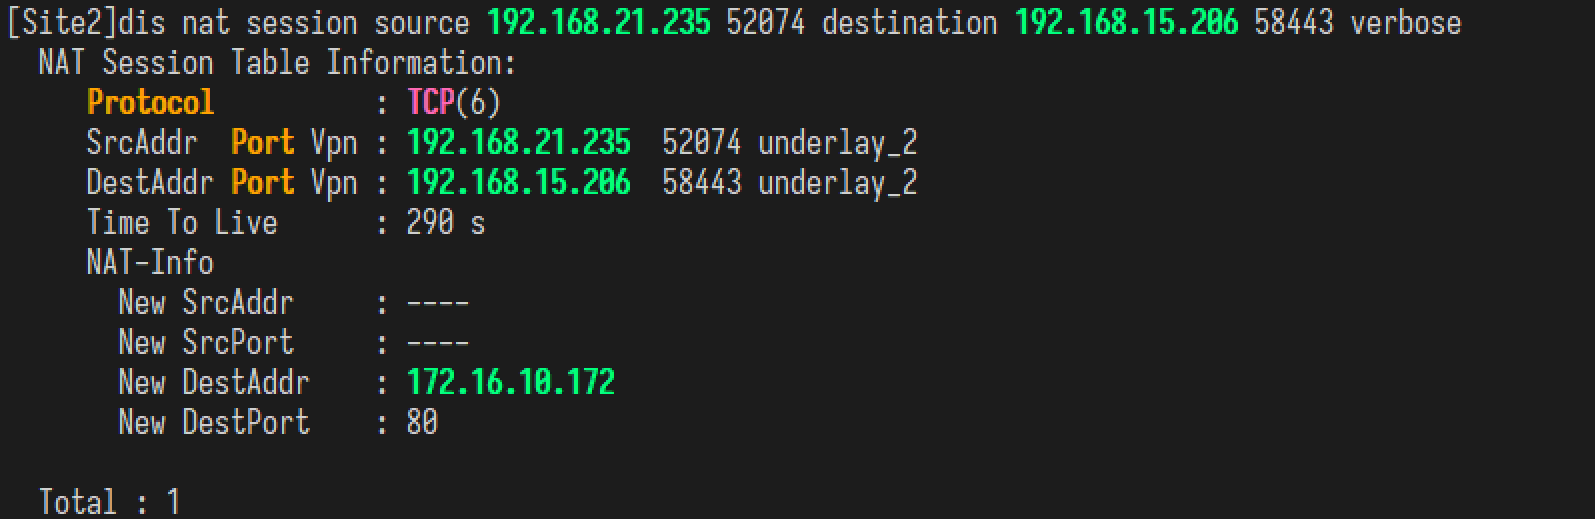 [Site2]dis nat session source 192.168.21.235 52074 destination 192.168.15.206 58443 verbose
  NAT Session Table Information:
     Protocol          : TCP(6)
     SrcAddr  Port Vpn : 192.168.21.235  52074 underlay_2
     DestAddr Port Vpn : 192.168.15.206  58443 underlay_2
     Time To Live      : 290 s
     NAT-Info
       New SrcAddr     : ----
       New SrcPort     : ----
       New DestAddr    : 172.16.10.172
       New DestPort    : 80
  Total : 1